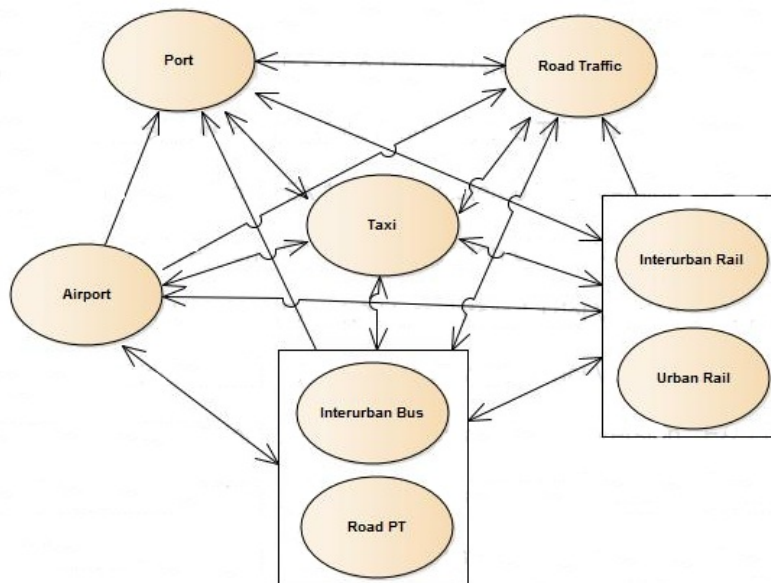 Port
Road Traffic
Taxi
Interurban Rail
Airport
Urban Rail
Interurban Bus
Road PT